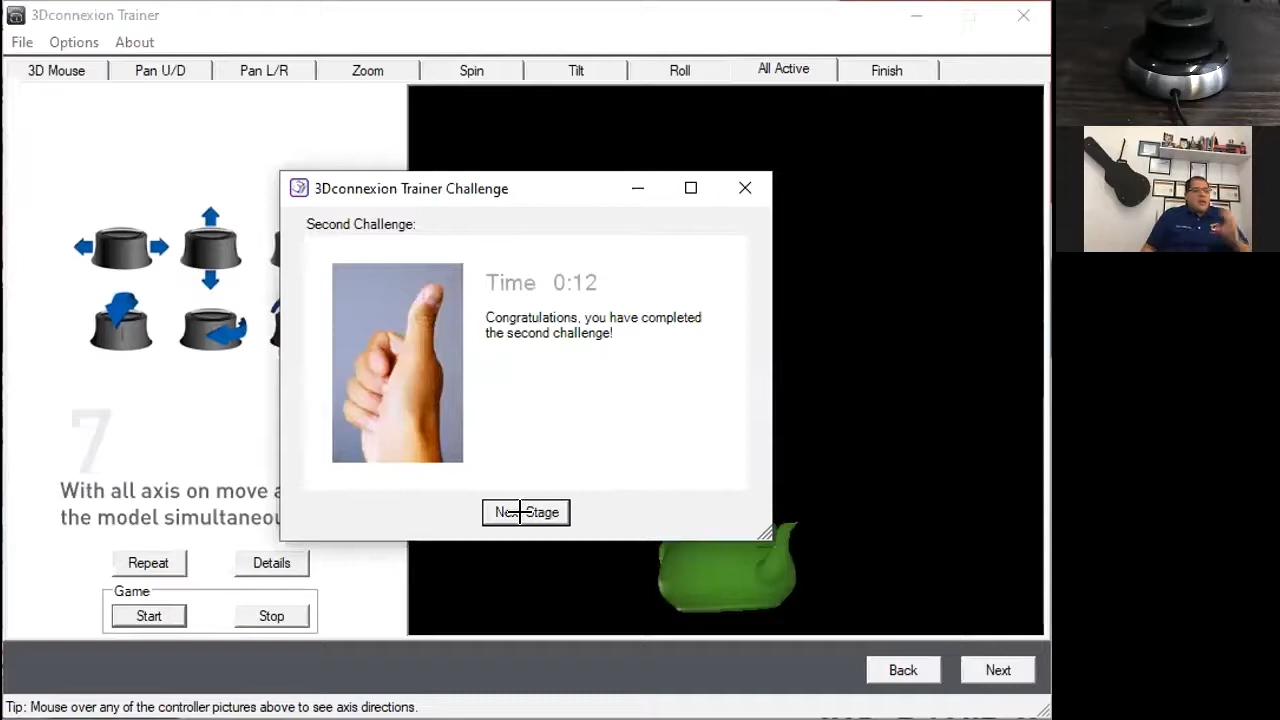 3Dconnexion Trainer
File Options About
3D Mouse Pan U/D Pan L/R Zoom Spin Tilt Roll All Active Finish
3Dconnexion Trainer Challenge
Second Challenge:
Time 0:12
Congratulations, you have completed
the second challenge!
Next Stage
7
With all axis on move a
the model simultaneou
Repeat Details
Game
Start Stop
Back Next
Tip: Mouse over any of the controller pictures above to see axis directions.